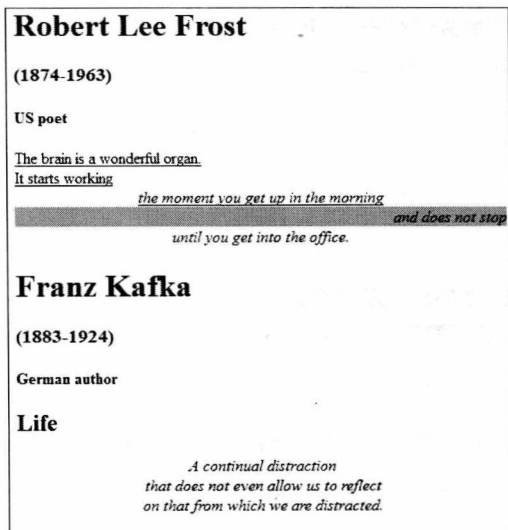 Robert Lee Frost
(1874-1963)
US poet
The brain is a wonderful organ.
It starts working
the moment you get up in the morning
and does not stop
until you get into the office.
Franz Kafka
(1883-1924)
German author
Life
A continual distraction
that does not even allow us to reflect
on that from which we are distracted.